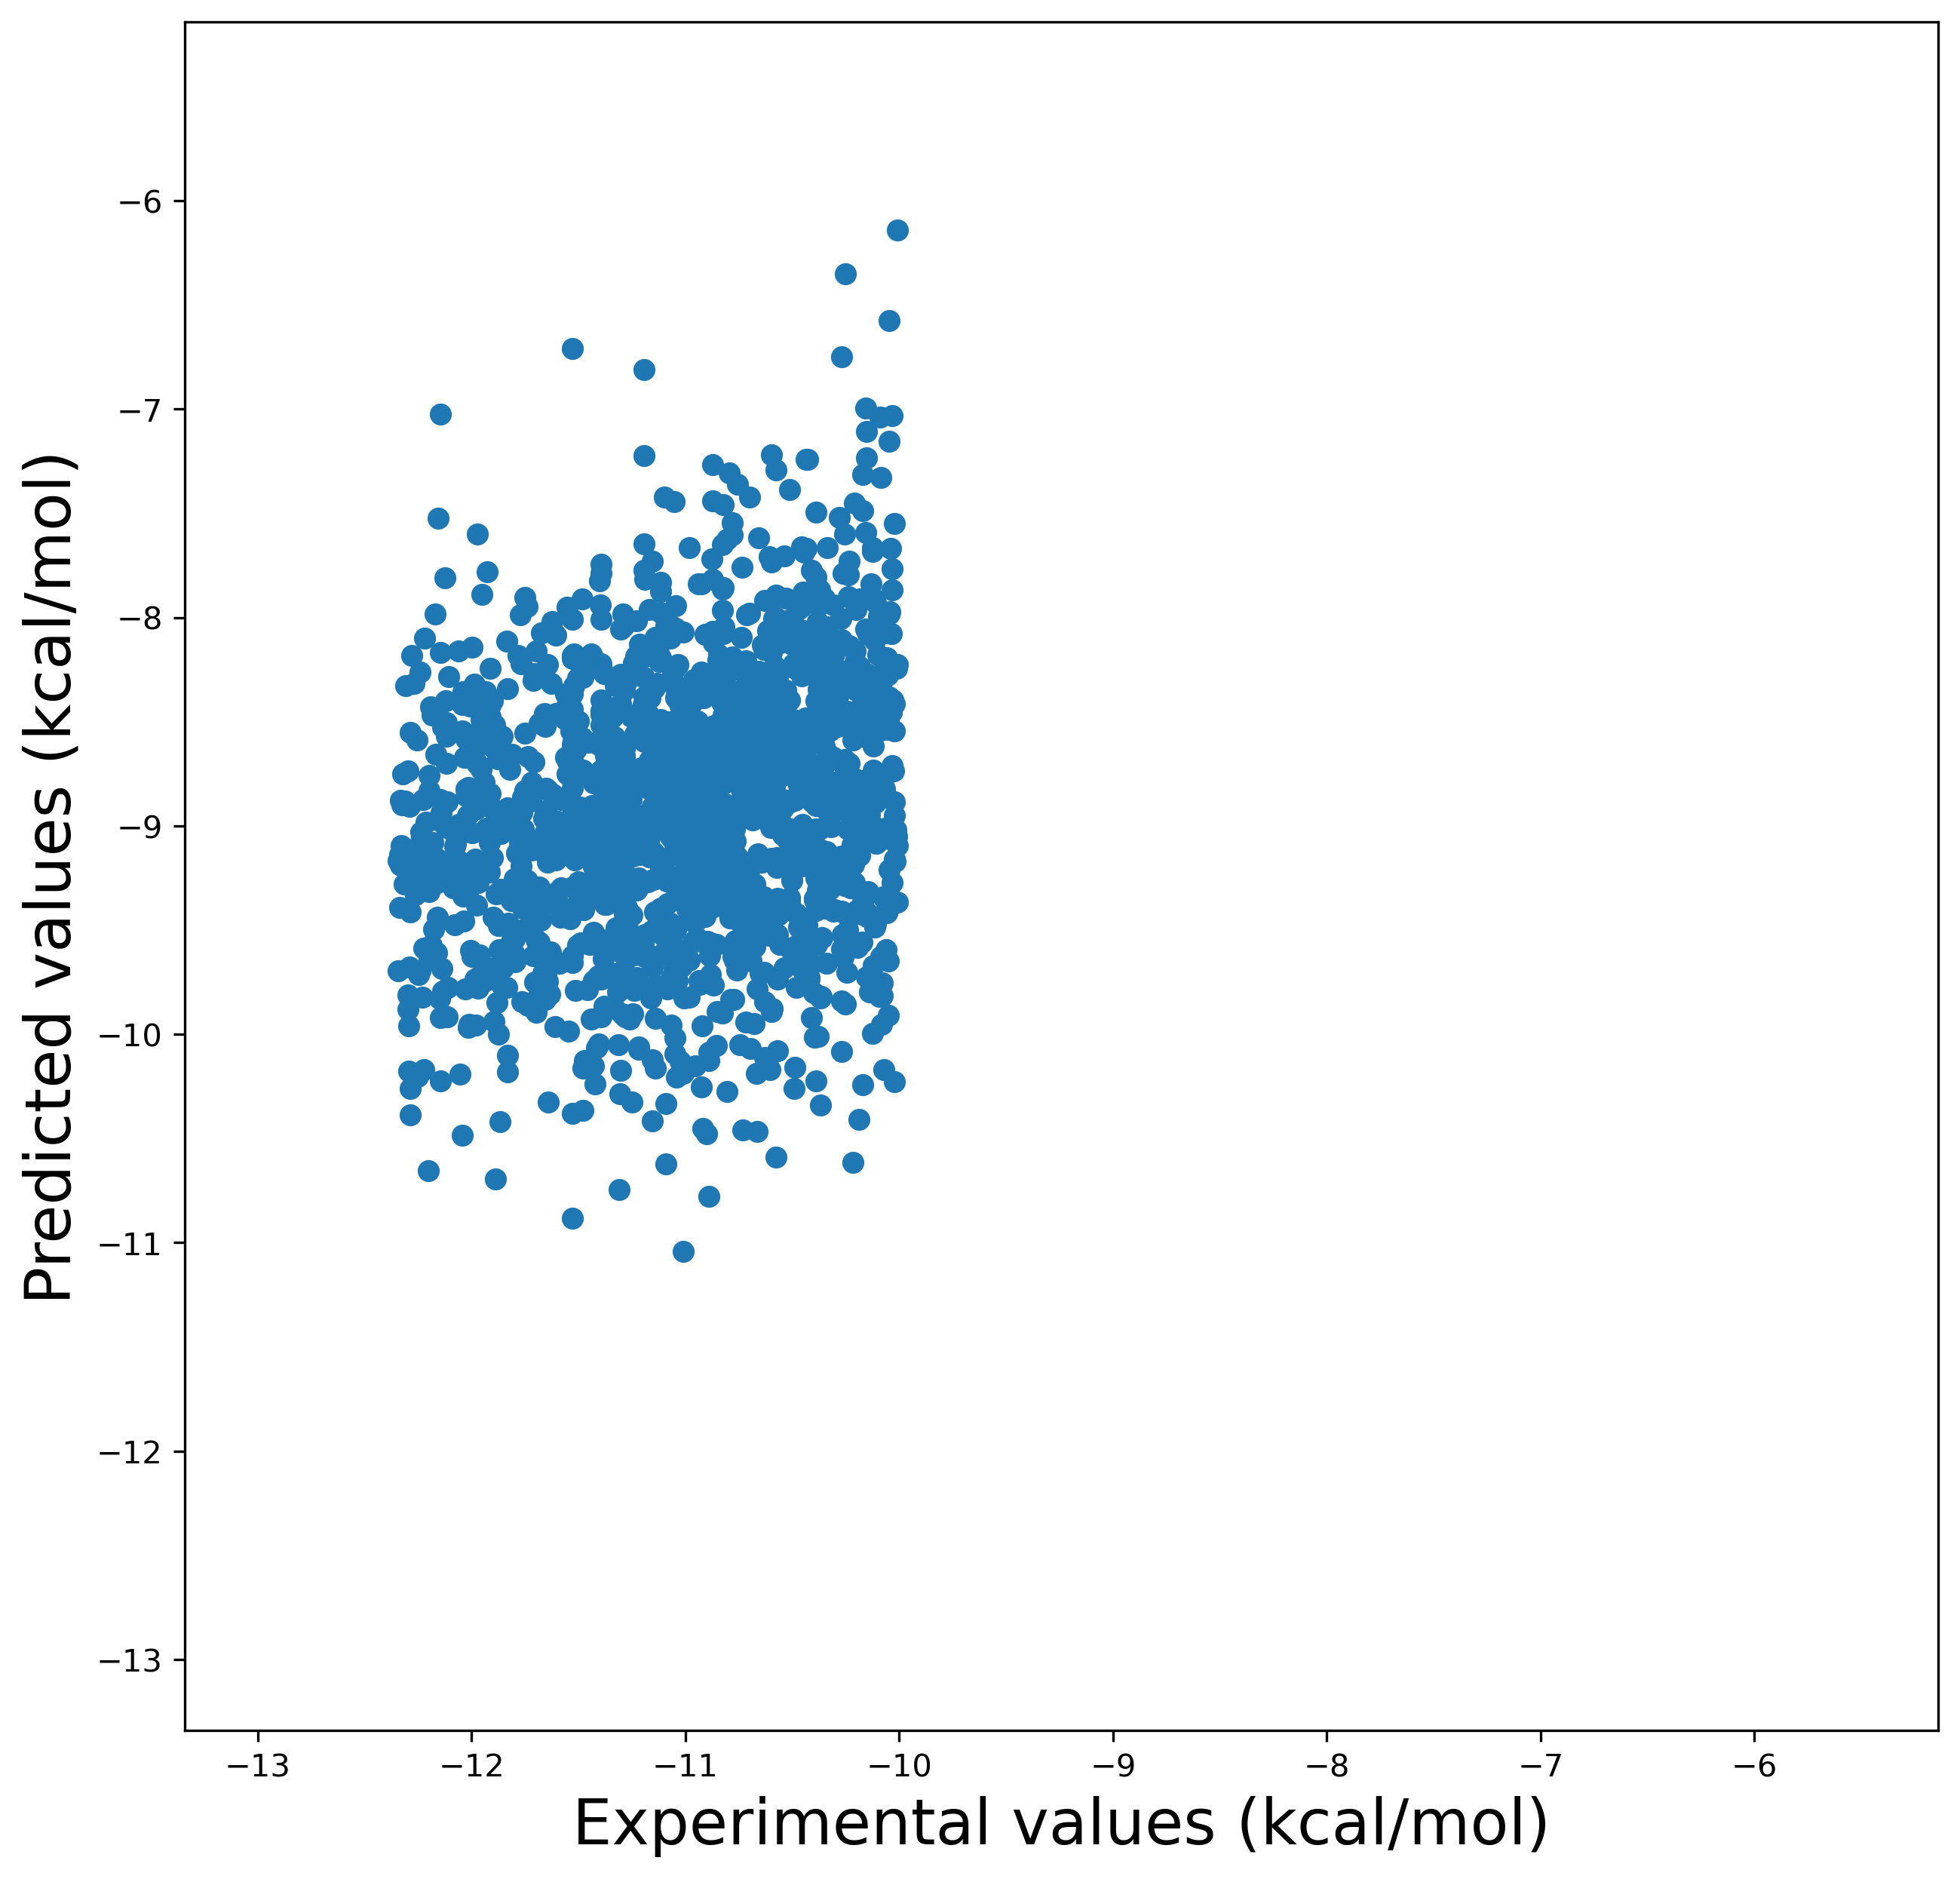 Predicted values (kcal/mol)
−6
−7
−8
−9
−10
−11
−12
−13
−13 −12 −11 −10 −9 −8 −7 −6
Experimental values (kcal/mol)